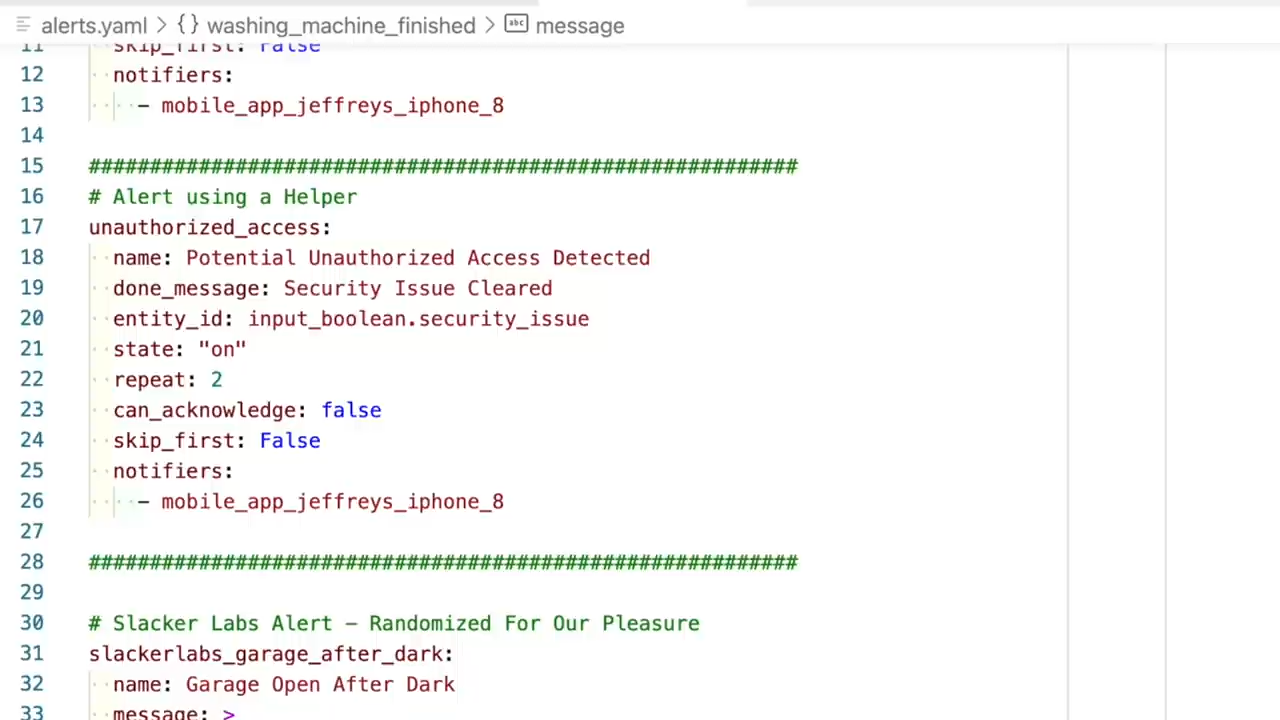 alerts.yaml > {} washing_machine_finished > abc message
11 skip_first: False
12 notifiers:
13 - mobile_app_jeffreys_iphone_8
14
15 ##########################################################
16 # Alert using a Helper
17 unauthorized_access:
18 name: Potential Unauthorized Access Detected
19 done_message: Security Issue Cleared
20 entity_id: input_boolean.security_issue
21 state: "on"
22 repeat: 2
23 can_acknowledge: false
24 skip_first: False
25 notifiers:
26 - mobile_app_jeffreys_iphone_8
27
28 ##########################################################
29
30 # Slacker Labs Alert – Randomized For Our Pleasure
31 slackerlabs_garage_after_dark:
32 name: Garage Open After Dark
33 message: >